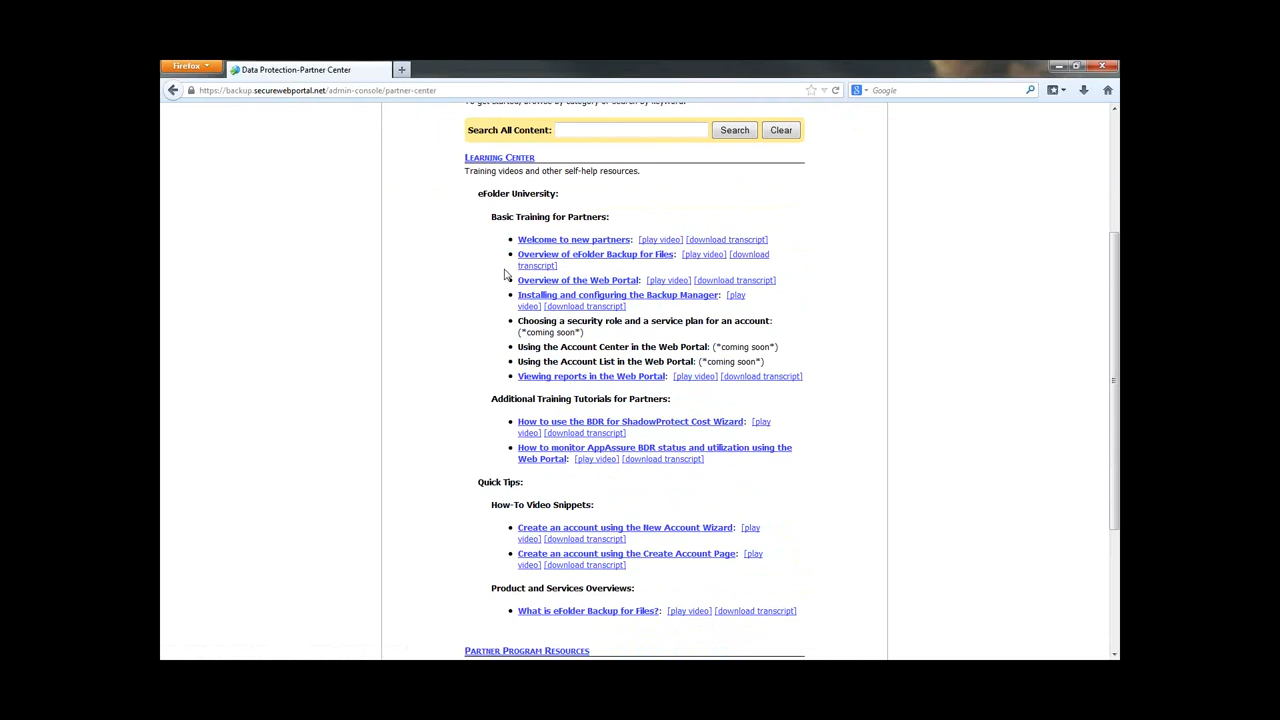 Firefox
Data Protection-Partner Center
https://backup.securewebportal.net/admin-console/partner-center
Google
To get started, browse by category or search by keyword.
Search All Content:
Search
Clear
LEARNING CENTER
Training videos and other self-help resources.
eFolder University:
Basic Training for Partners:
Welcome to new partners: [play video] [download transcript]
Overview of eFolder Backup for Files: [play video] [download
transcript]
Overview of the Web Portal: [play video] [download transcript]
Installing and configuring the Backup Manager: [play
video] [download transcript]
Choosing a security role and a service plan for an account:
(*coming soon*)
Using the Account Center in the Web Portal: (*coming soon*)
Using the Account List in the Web Portal: (*coming soon*)
Viewing reports in the Web Portal: [play video] [download transcript]
Additional Training Tutorials for Partners:
How to use the BDR for ShadowProtect Cost Wizard: [play
video] [download transcript]
How to monitor AppAssure BDR status and utilization using the
Web Portal: [play video] [download transcript]
Quick Tips:
How-To Video Snippets:
Create an account using the New Account Wizard: [play
video] [download transcript]
Create an account using the Create Account Page: [play
video] [download transcript]
Product and Services Overviews:
What is eFolder Backup for Files?: [play video] [download transcript]
PARTNER PROGRAM RESOURCES